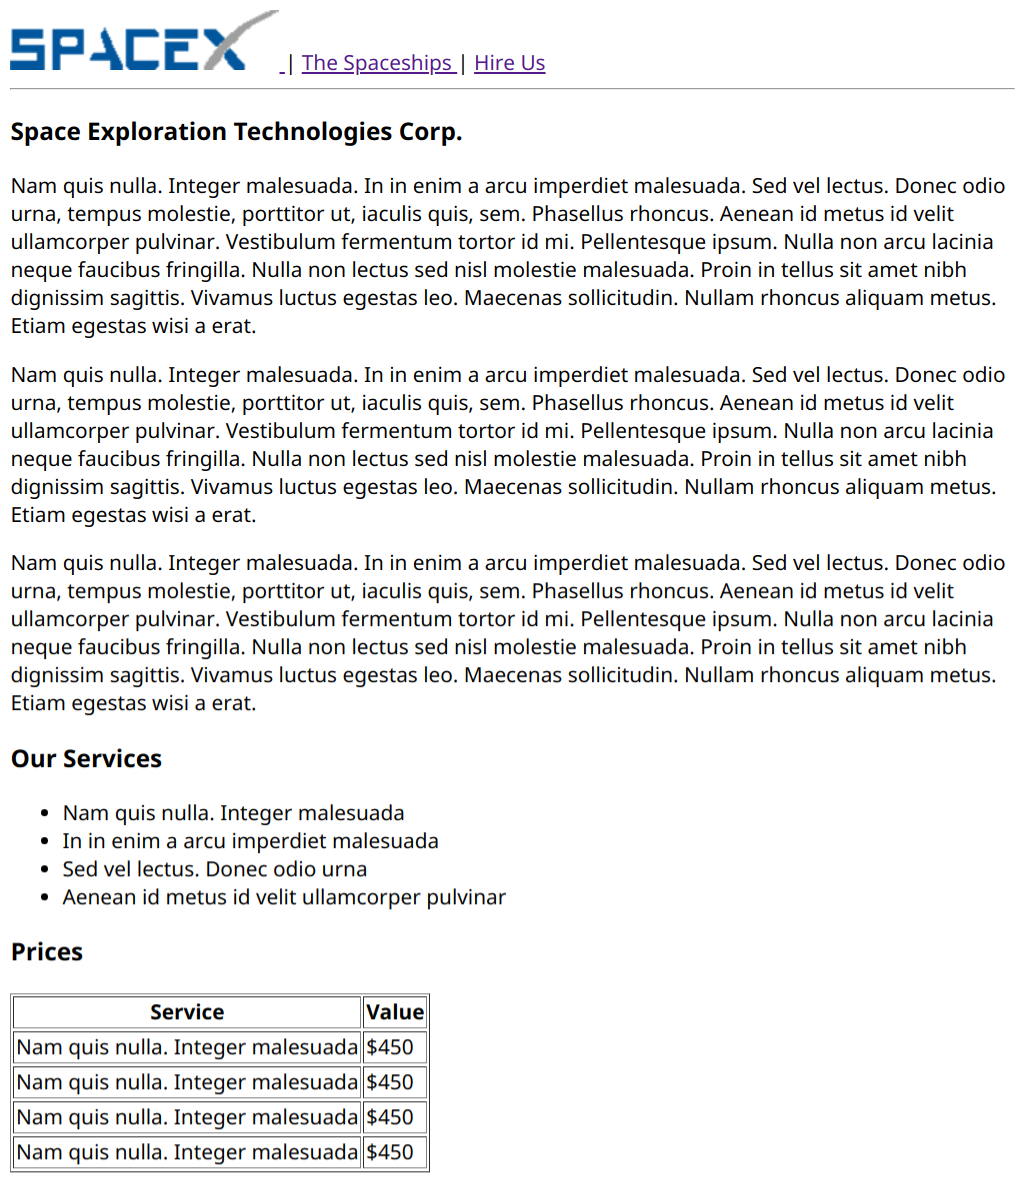 SPACEX | The Spaceships | Hire Us
Space Exploration Technologies Corp.
Nam quis nulla. Integer malesuada. In in enim a arcu imperdiet malesuada. Sed vel lectus. Donec odio
urna, tempus molestie, porttitor ut, iaculis quis, sem. Phasellus rhoncus. Aenean id metus id velit
ullamcorper pulvinar. Vestibulum fermentum tortor id mi. Pellentesque ipsum. Nulla non arcu lacinia
neque faucibus fringilla. Nulla non lectus sed nisl molestie malesuada. Proin in tellus sit amet nibh
dignissim sagittis. Vivamus luctus egestas leo. Maecenas sollicitudin. Nullam rhoncus aliquam metus.
Etiam egestas wisi a erat.
Nam quis nulla. Integer malesuada. In in enim a arcu imperdiet malesuada. Sed vel lectus. Donec odio
urna, tempus molestie, porttitor ut, iaculis quis, sem. Phasellus rhoncus. Aenean id metus id velit
ullamcorper pulvinar. Vestibulum fermentum tortor id mi. Pellentesque ipsum. Nulla non arcu lacinia
neque faucibus fringilla. Nulla non lectus sed nisl molestie malesuada. Proin in tellus sit amet nibh
dignissim sagittis. Vivamus luctus egestas leo. Maecenas sollicitudin. Nullam rhoncus aliquam metus.
Etiam egestas wisi a erat.
Nam quis nulla. Integer malesuada. In in enim a arcu imperdiet malesuada. Sed vel lectus. Donec odio
urna, tempus molestie, porttitor ut, iaculis quis, sem. Phasellus rhoncus. Aenean id metus id velit
ullamcorper pulvinar. Vestibulum fermentum tortor id mi. Pellentesque ipsum. Nulla non arcu lacinia
neque faucibus fringilla. Nulla non lectus sed nisl molestie malesuada. Proin in tellus sit amet nibh
dignissim sagittis. Vivamus luctus egestas leo. Maecenas sollicitudin. Nullam rhoncus aliquam metus.
Etiam egestas wisi a erat.
Our Services
• Nam quis nulla. Integer malesuada
• In in enim a arcu imperdiet malesuada
• Sed vel lectus. Donec odio urna
• Aenean id metus id velit ullamcorper pulvinar
Prices
Service Value
Nam quis nulla. Integer malesuada $450
Nam quis nulla. Integer malesuada $450
Nam quis nulla. Integer malesuada $450
Nam quis nulla. Integer malesuada $450